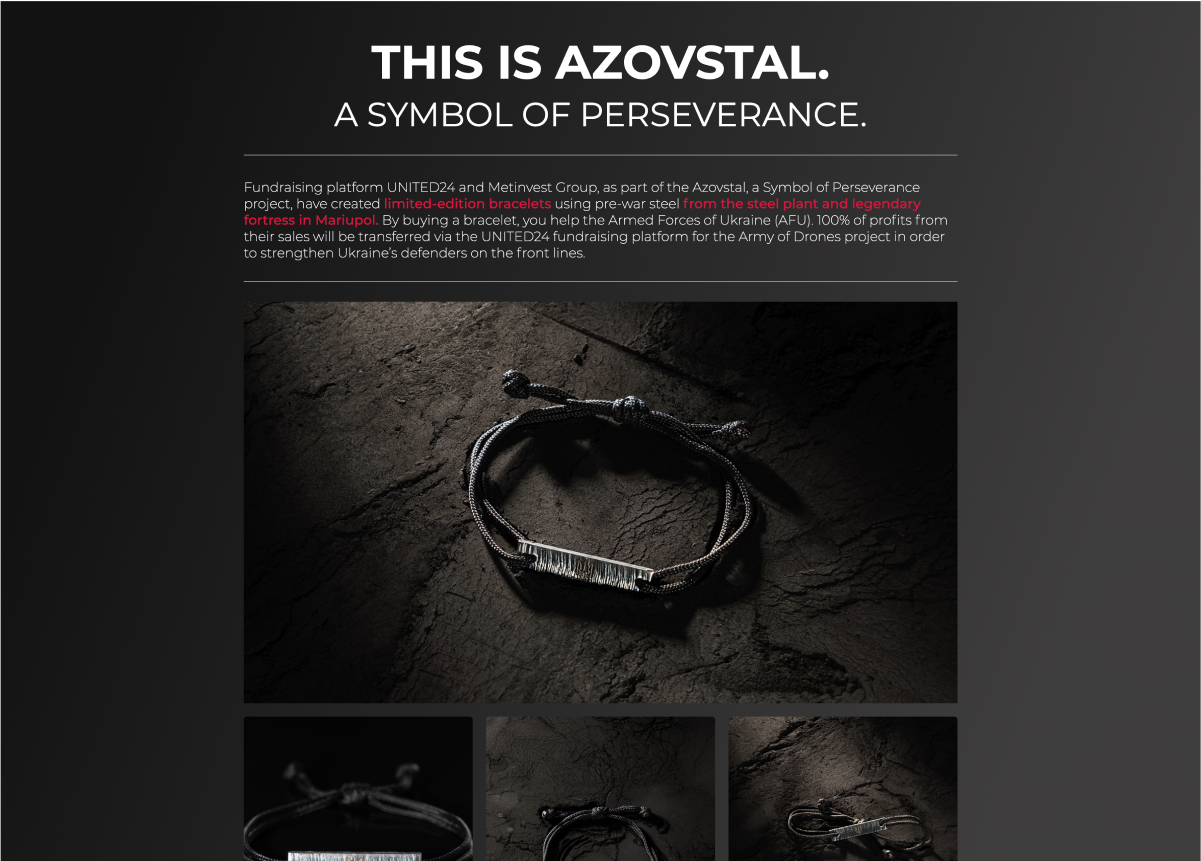 THIS IS AZOVSTAL.
A SYMBOL OF PERSEVERANCE.
Fundraising platform UNITED24 and Metinvest Group, as part of the Azovstal, a Symbol of Perseverance
project, have created limited-edition bracelets using pre-war steel from the steel plant and legendary
fortress in Mariupol. By buying a bracelet, you help the Armed Forces of Ukraine (AFU). 100% of profits from
their sales will be transferred via the UNITED24 fundraising platform for the Army of Drones project in order
to strengthen Ukraine’s defenders on the front lines.